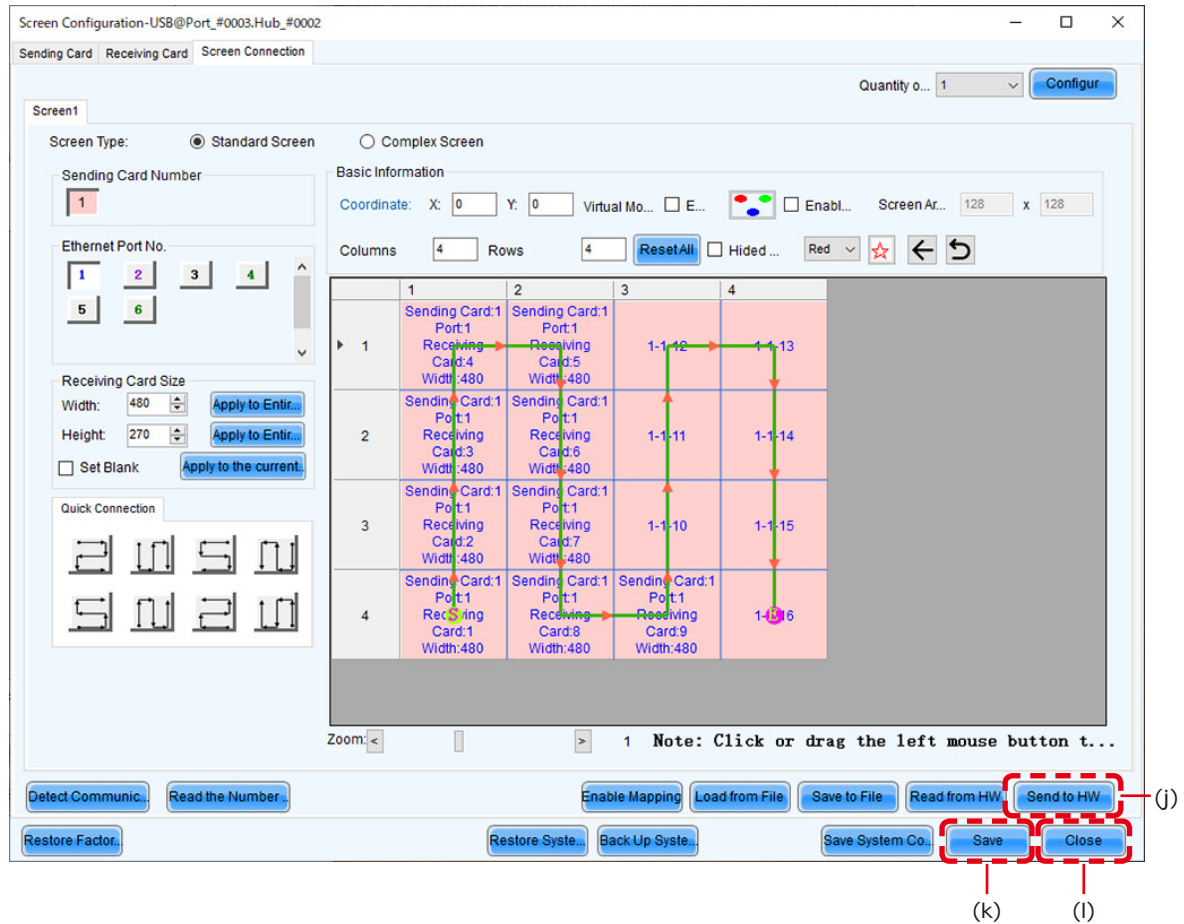 Screen Configuration-USB@Port_#0003.Hub_#0002
Sending Card Receiving Card Screen Connection
Quantity o... 1 Configur
Screen1
Screen Type: Standard Screen Complex Screen
Sending Card Number
1
Basic Information
Coordinate: X: 0 Y: 0 Virtual Mo... E... Enabl... Screen Ar... 128 x 128
Columns 4 Rows 4 Reset All Hided ... Red
Ethernet Port No.
1 2 3 4
5 6
Receiving Card Size
Width: 480 Apply to Entir...
Height: 270 Apply to Entir...
Set Blank Apply to the current.
Quick Connection
1 2 3 4
1
Sending Card:1
Port:1
Receiving
Card:4
Width:480
Sending Card:1
Port:1
Receiving
Card:5
Width:480
1-1-12
1-1-13
2
Sending Card:1
Port:1
Receiving
Card:3
Width:480
Sending Card:1
Port:1
Receiving
Card:6
Width:480
1-1-11
1-1-14
3
Sending Card:1
Port:1
Receiving
Card:2
Width:480
Sending Card:1
Port:1
Receiving
Card:7
Width:480
1-1-10
1-1-15
4
Sending Card:1
Port:1
Receiving
Card:1
Width:480
S
Sending Card:1
Port:1
Receiving
Card:8
Width:480
Sending Card:1
Port:1
Receiving
Card:9
Width:480
1-1-16
E
Zoom: < > 1 Note: Click or drag the left mouse button t...
Detect Communic... Read the Number .. Enable Mapping Load from File Save to File Read from HW Send to HW (j)
Restore Factor... Restore Syste... Back Up Syste... Save System Co... Save Close
(k) (l)